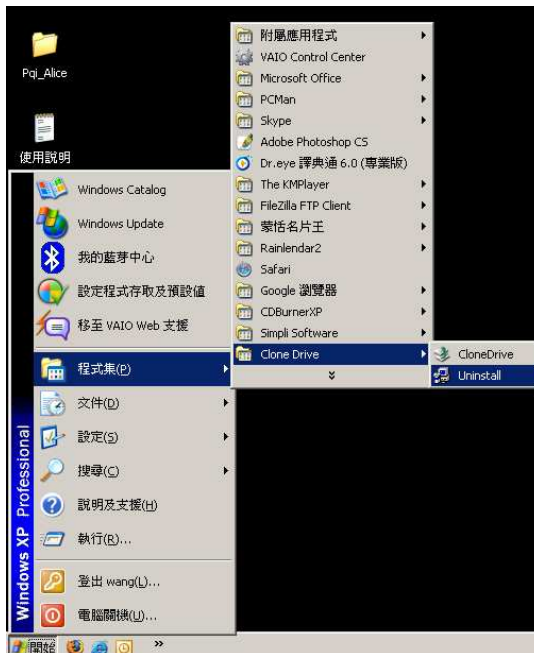 Pqi_Alice
使用說明
Windows Catalog
Windows Update
我的藍芽中心
設定程式存取及預設值
移至 VAIO Web 支援
程式集(P)
文件(D)
設定(S)
搜尋(C)
說明及支援(H)
執行(R)...
登出 wang(L)...
電腦關機(U)...
Windows XP Professional
開始
»
附屬應用程式
VAIO Control Center
Microsoft Office
PCMan
Skype
Adobe Photoshop CS
Dr.eye 譯典通 6.0 (專業版)
The KMPlayer
FileZilla FTP Client
蒙恬名片王
Rainlendar2
Safari
Google 瀏覽器
CDBurnerXP
Simpli Software
Clone Drive
CloneDrive
Uninstall